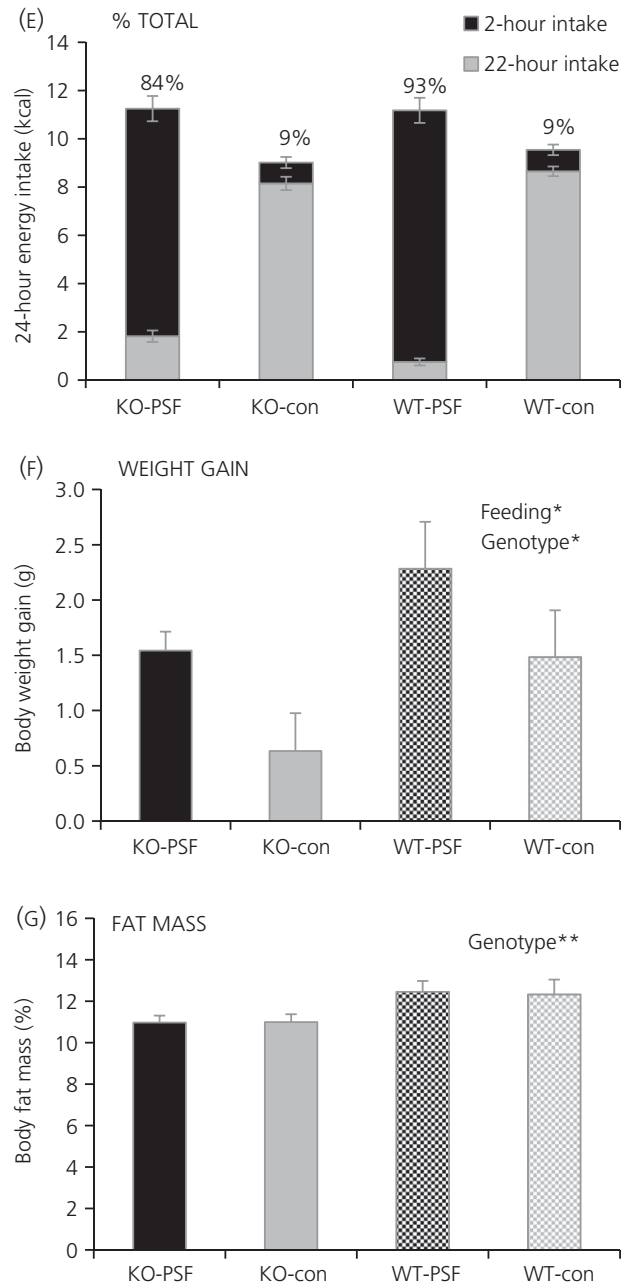 (E) % TOTAL
2-hour intake
22-hour intake
24-hour energy intake (kcal)
14
12
10
8
6
4
2
0
84%
9%
93%
9%
KO-PSF KO-con WT-PSF WT-con
(F) WEIGHT GAIN
Body weight gain (g)
3.0
2.5
2.0
1.5
1.0
0.5
0.0
Feeding*
Genotype*
KO-PSF KO-con WT-PSF WT-con
(G) FAT MASS
Body fat mass (%)
16
14
12
10
8
6
4
2
0
Genotype**
KO-PSF KO-con WT-PSF WT-con